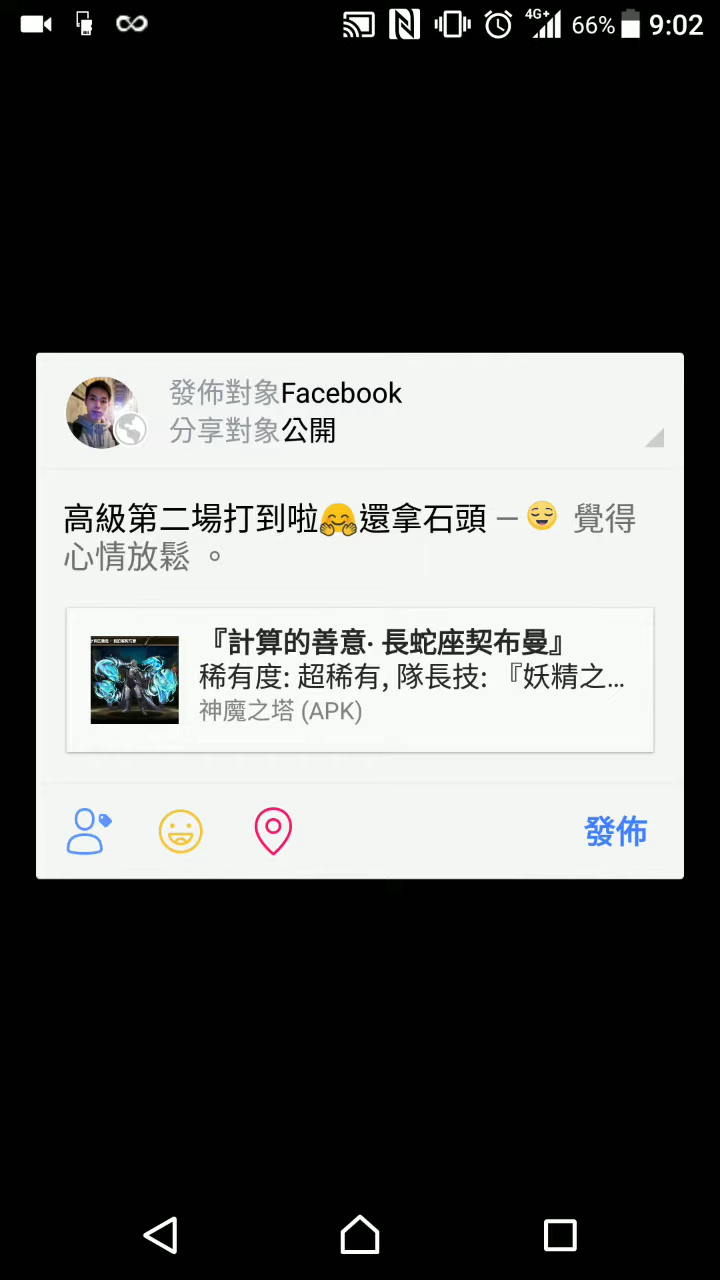 4G+ 66% 9:02
發佈對象Facebook
分享對象公開
高級第二場打到啦🤗還拿石頭 — 😌 覺得
心情放鬆 。
『計算的善意· 長蛇座契布曼』
稀有度: 超稀有, 隊長技: 『妖精之...
神魔之塔 (APK)
發佈